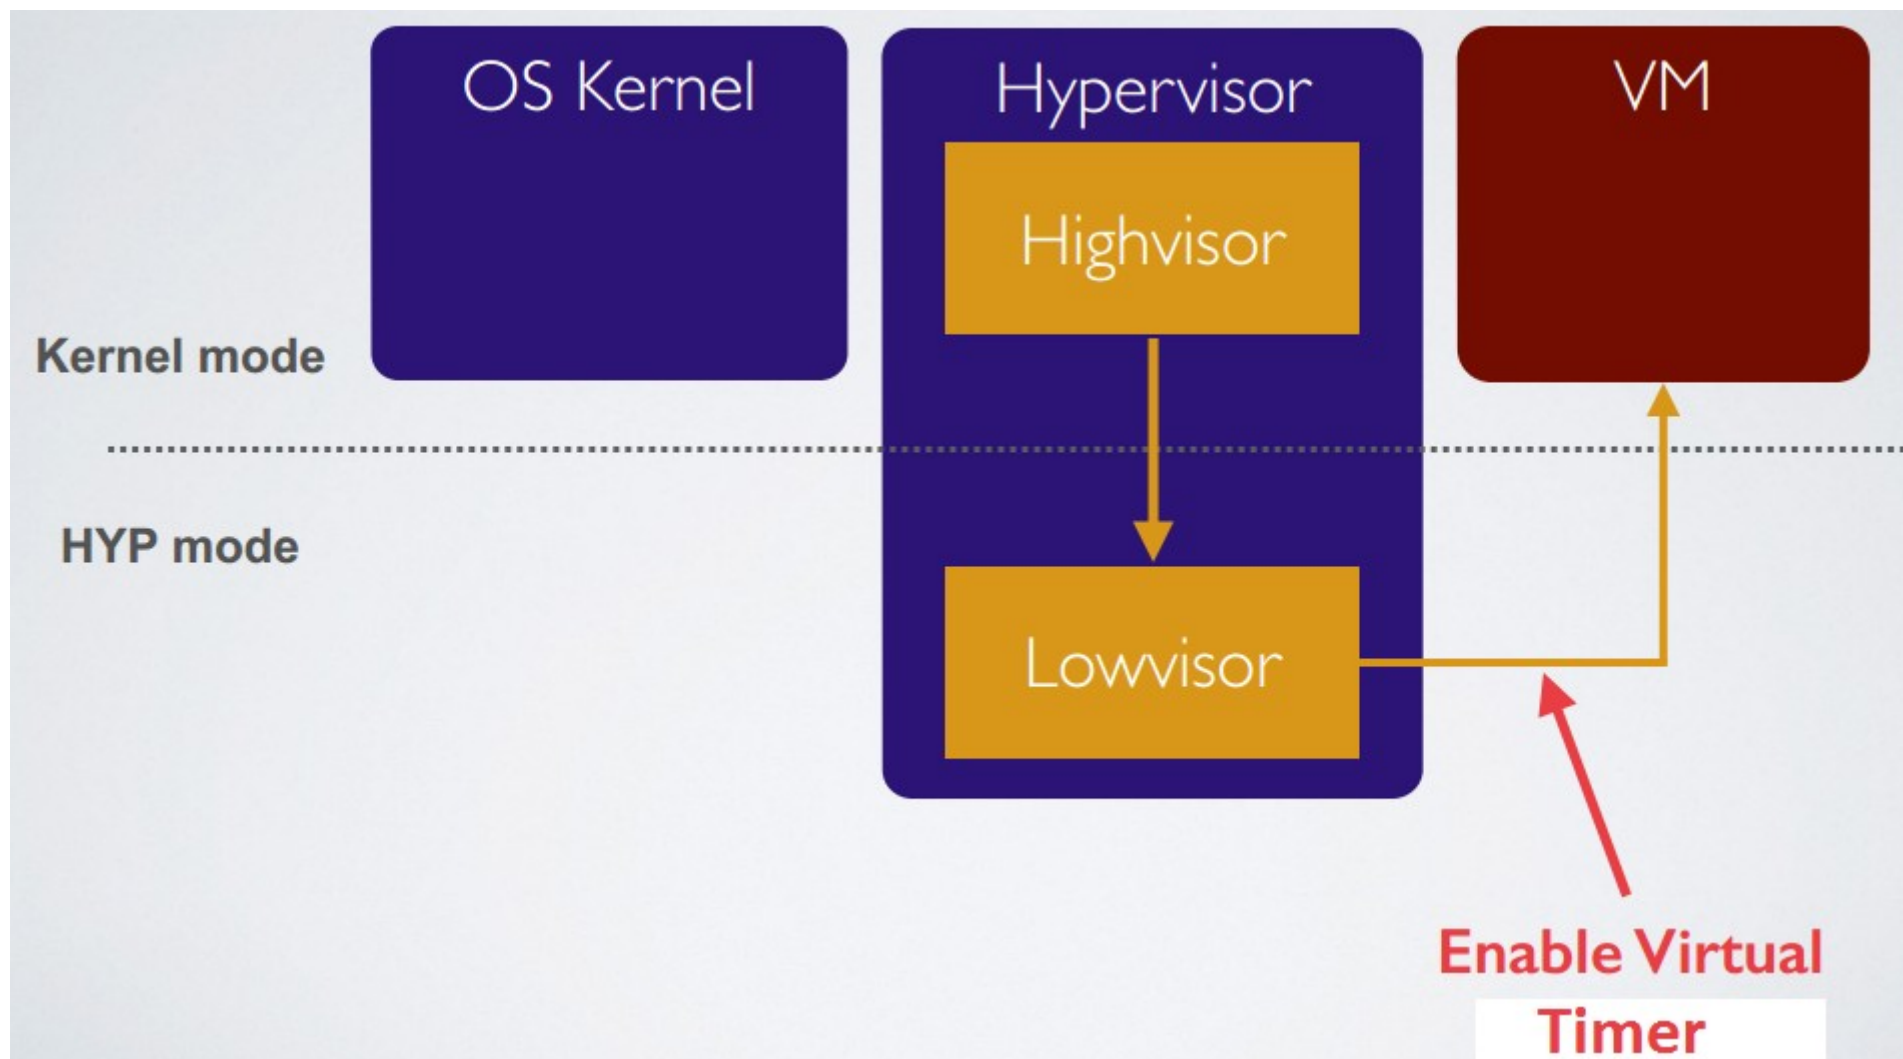 OS Kernel
Hypervisor
VM
Highvisor
Kernel mode
HYP mode
Lowvisor
Enable Virtual
Timer